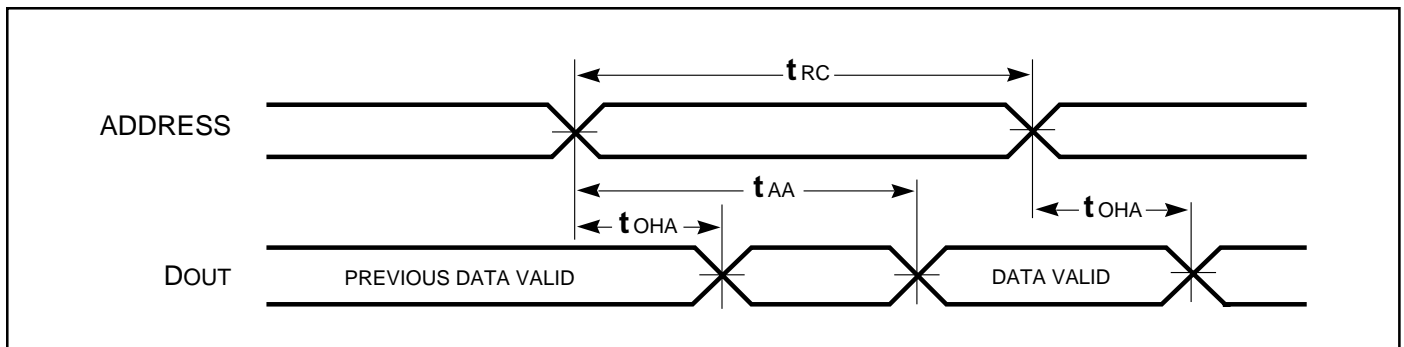 tRC
ADDRESS
tAA
tOHA
tOHA
DOUT
PREVIOUS DATA VALID
DATA VALID